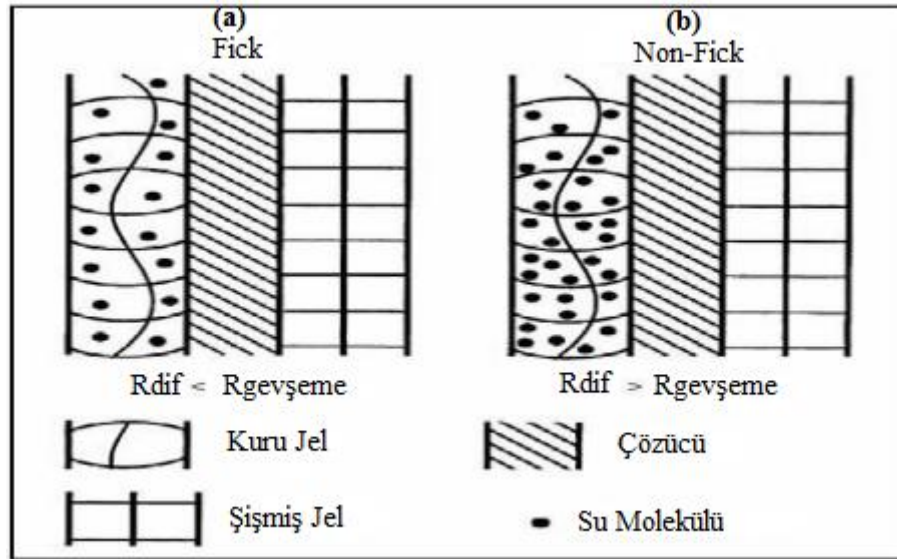 (a)
Fick
(b)
Non-Fick
Rdif < Rgevşeme
Rdif > Rgevşeme
Kuru Jel
Çözücü
Şişmiş Jel
Su Molekülü